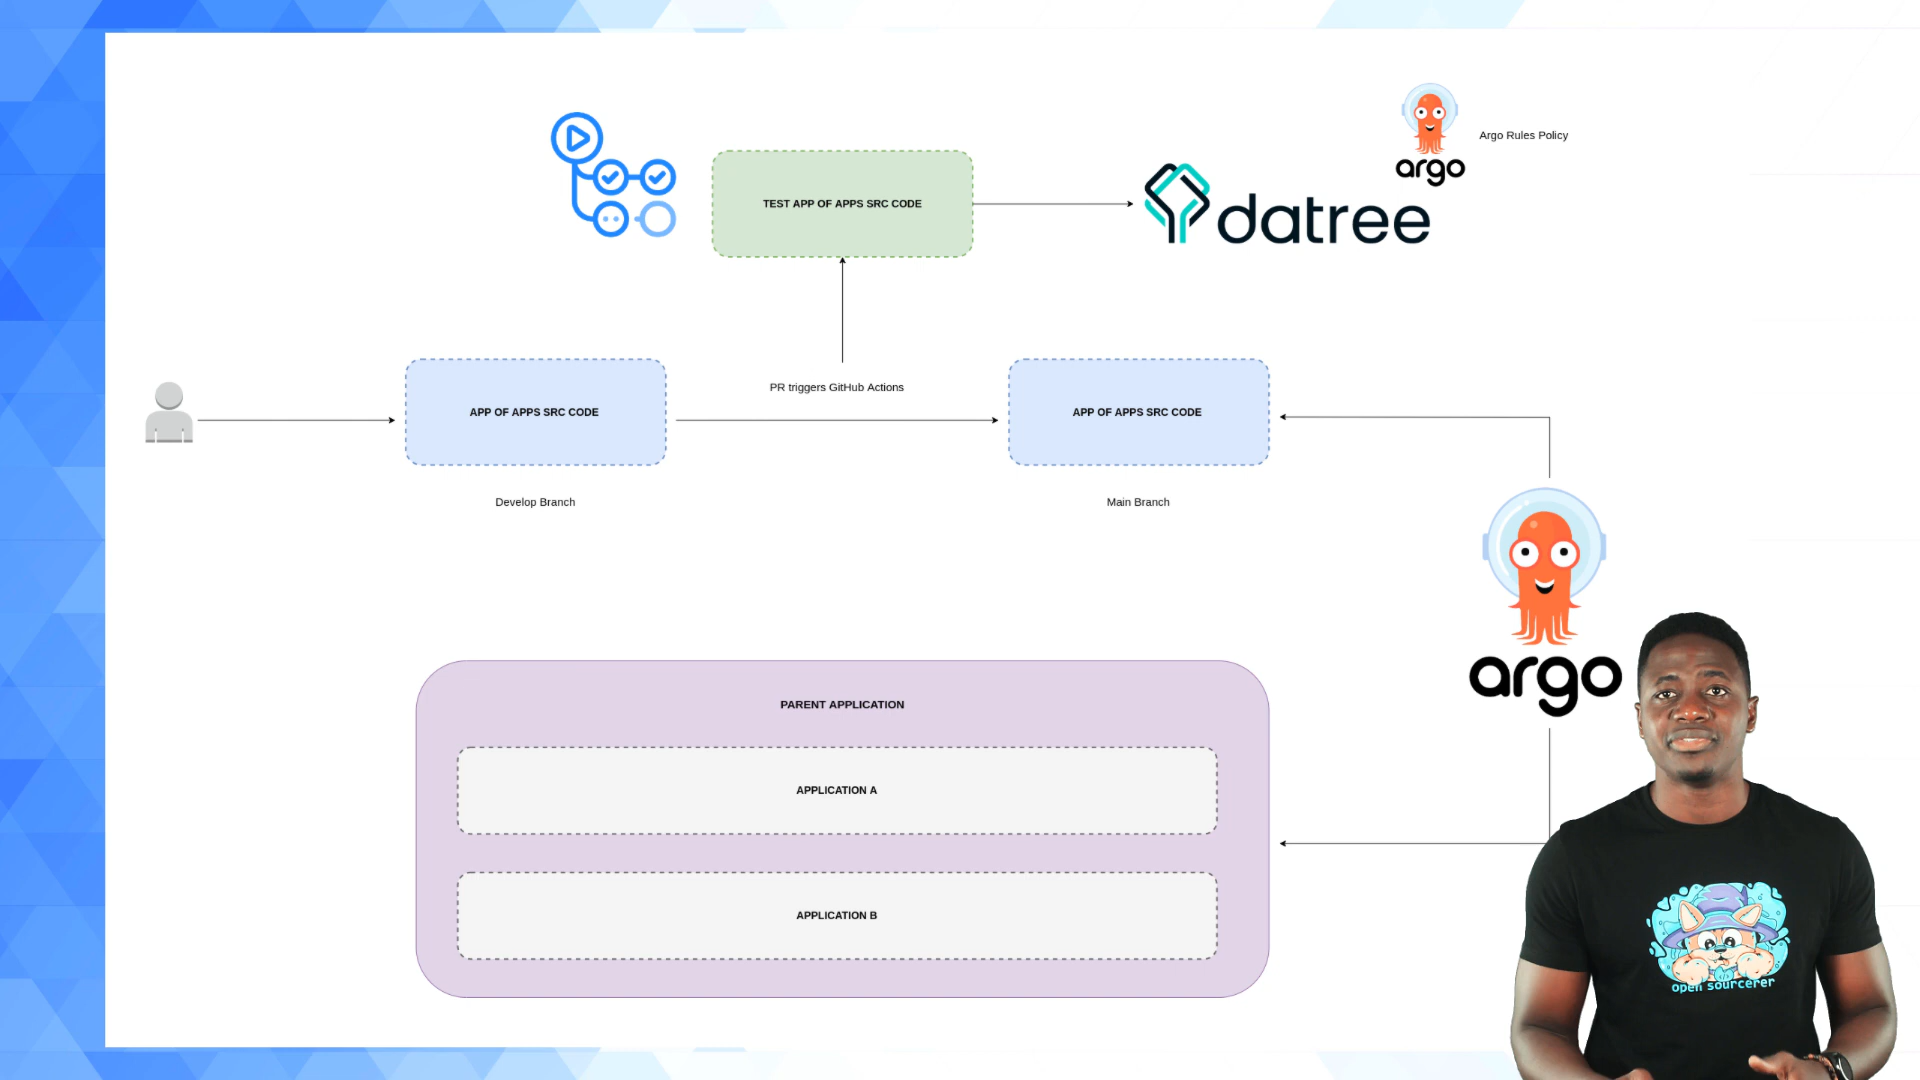 argo
Argo Rules Policy
TEST APP OF APPS SRC CODE
datree
PR triggers GitHub Actions
APP OF APPS SRC CODE
APP OF APPS SRC CODE
Develop Branch
Main Branch
argo
PARENT APPLICATION
APPLICATION A
APPLICATION B
open sourcerer